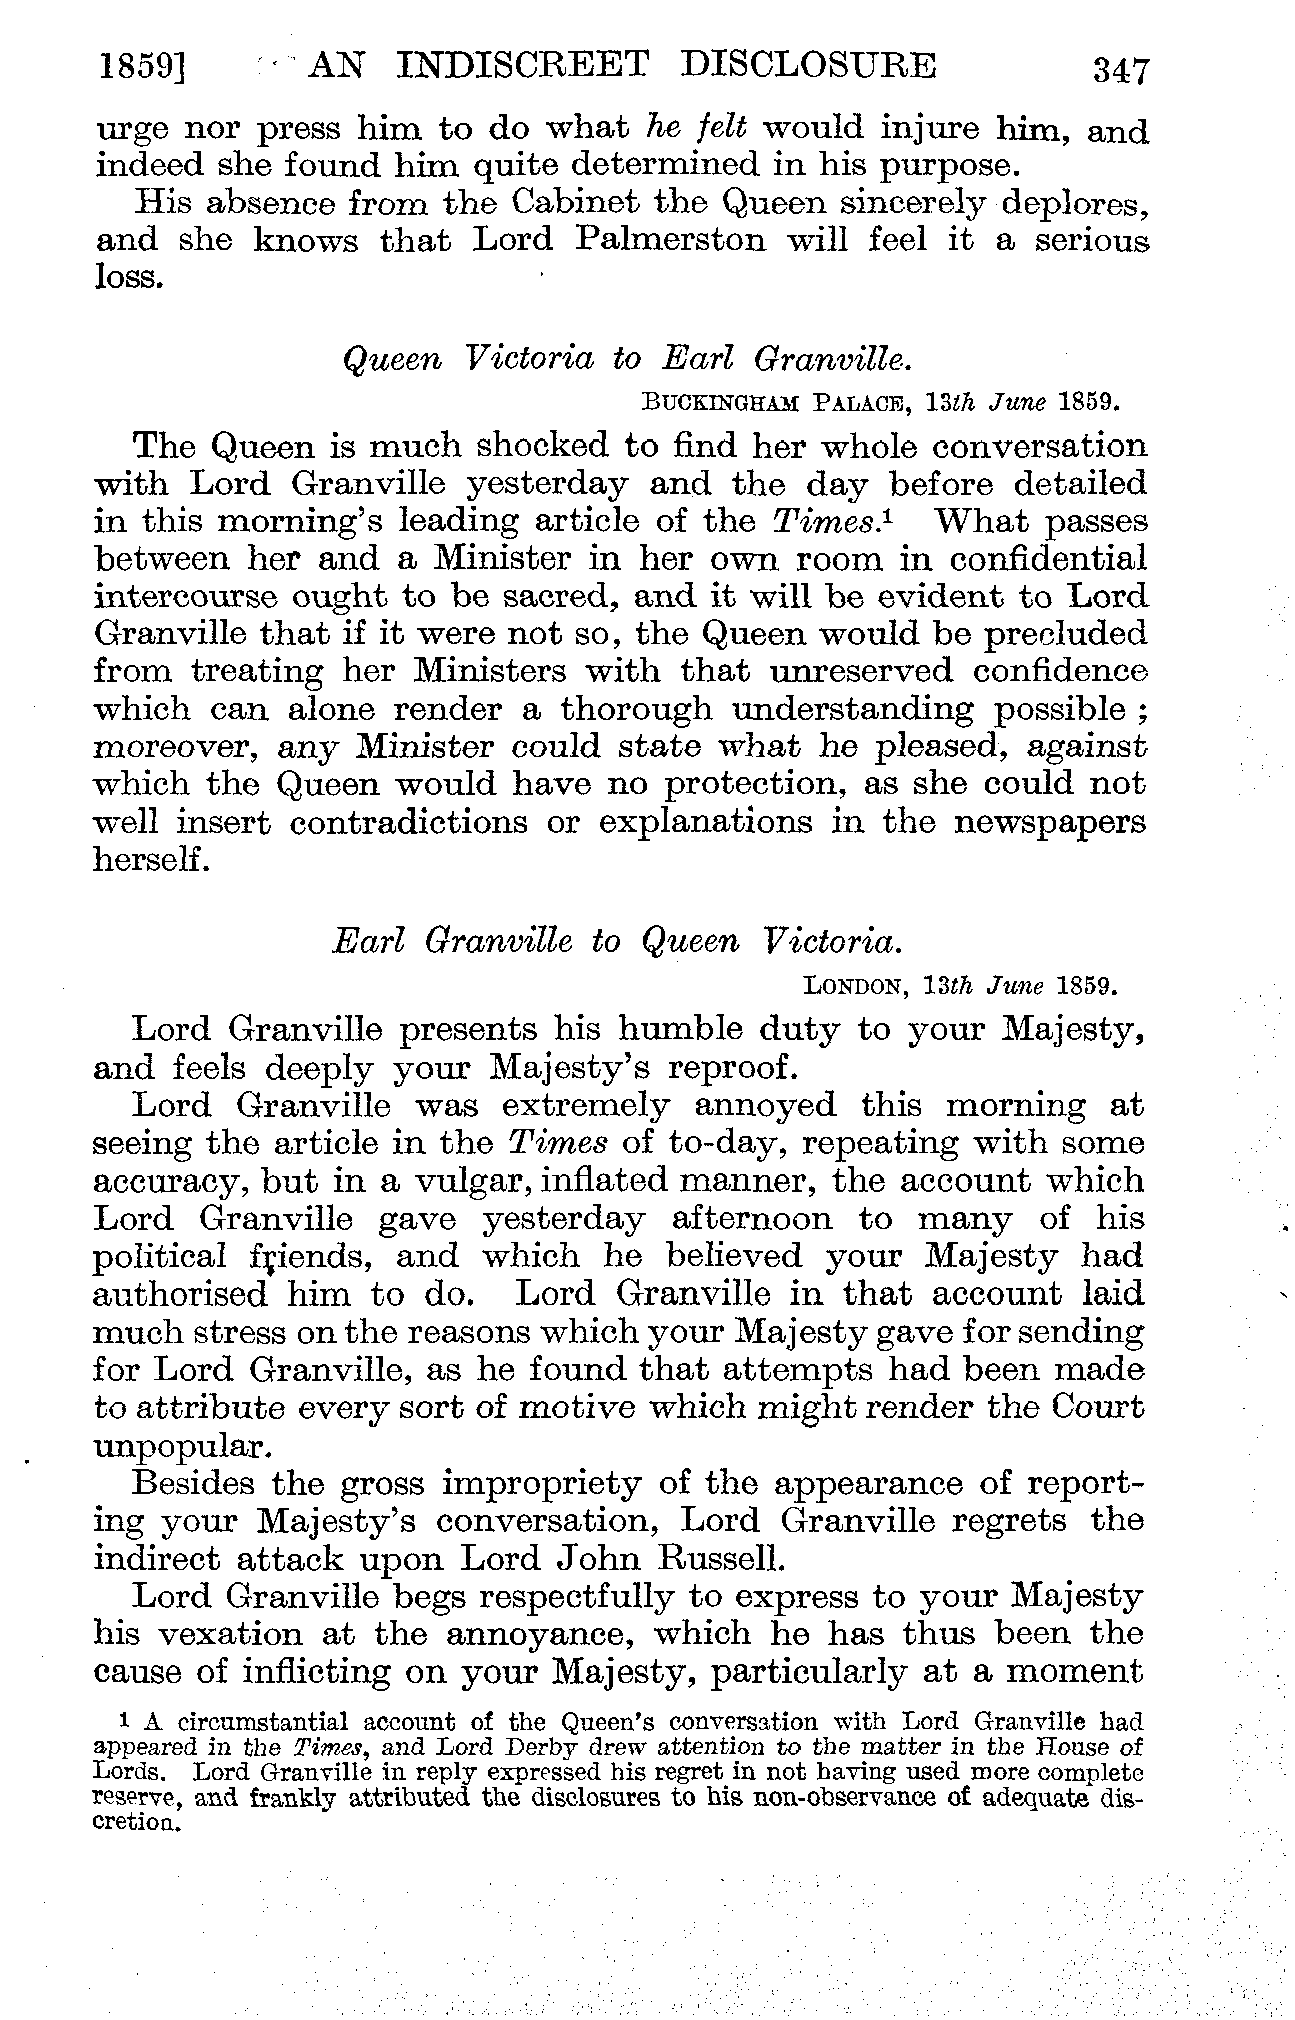 1859] AN INDISCREET DISCLOSURE 347
urge nor press him to do what he felt would injure him, and
indeed she found him quite determined in his purpose.
His absence from the Cabinet the Queen sincerely deplores,
and she knows that Lord Palmerston will feel it a serious
loss.
Queen Victoria to Earl Granville.
BUCKINGHAM PALACE, 13th June 1859.
The Queen is much shocked to find her whole conversation
with Lord Granville yesterday and the day before detailed
in this morning's leading article of the Times.¹ What passes
between her and a Minister in her own room in confidential
intercourse ought to be sacred, and it will be evident to Lord
Granville that if it were not so, the Queen would be precluded
from treating her Ministers with that unreserved confidence
which can alone render a thorough understanding possible ;
moreover, any Minister could state what he pleased, against
which the Queen would have no protection, as she could not
well insert contradictions or explanations in the newspapers
herself.
Earl Granville to Queen Victoria.
LONDON, 13th June 1859.
Lord Granville presents his humble duty to your Majesty,
and feels deeply your Majesty's reproof.
Lord Granville was extremely annoyed this morning at
seeing the article in the Times of to-day, repeating with some
accuracy, but in a vulgar, inflated manner, the account which
Lord Granville gave yesterday afternoon to many of his
political friends, and which he believed your Majesty had
authorised him to do. Lord Granville in that account laid
much stress on the reasons which your Majesty gave for sending
for Lord Granville, as he found that attempts had been made
to attribute every sort of motive which might render the Court
unpopular.
Besides the gross impropriety of the appearance of report-
ing your Majesty's conversation, Lord Granville regrets the
indirect attack upon Lord John Russell.
Lord Granville begs respectfully to express to your Majesty
his vexation at the annoyance, which he has thus been the
cause of inflicting on your Majesty, particularly at a moment
1 A circumstantial account of the Queen's conversation with Lord Granville had
appeared in the Times, and Lord Derby drew attention to the matter in the House of
Lords. Lord Granville in reply expressed his regret in not having used more complete
reserve, and frankly attributed the disclosures to his non-observance of adequate dis-
cretion.